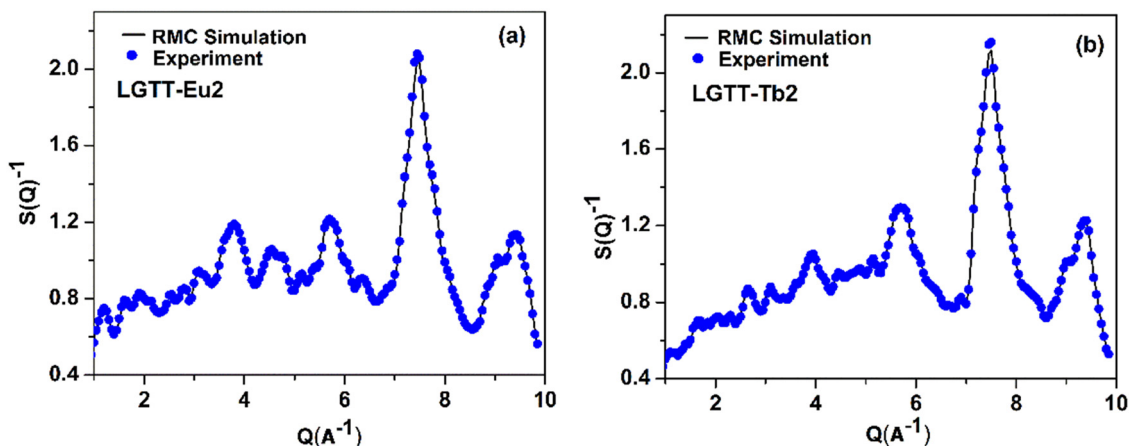 RMC Simulation
Experiment
(a)
LGTT-Eu2
2.0
1.6
1.2
0.8
0.4
S(Q)⁻¹
2 4 6 8 10
Q(A⁻¹)
RMC Simulation
Experiment
(b)
LGTT-Tb2
2.0
1.6
1.2
0.8
0.4
S(Q)⁻¹
2 4 6 8 10
Q(A⁻¹)